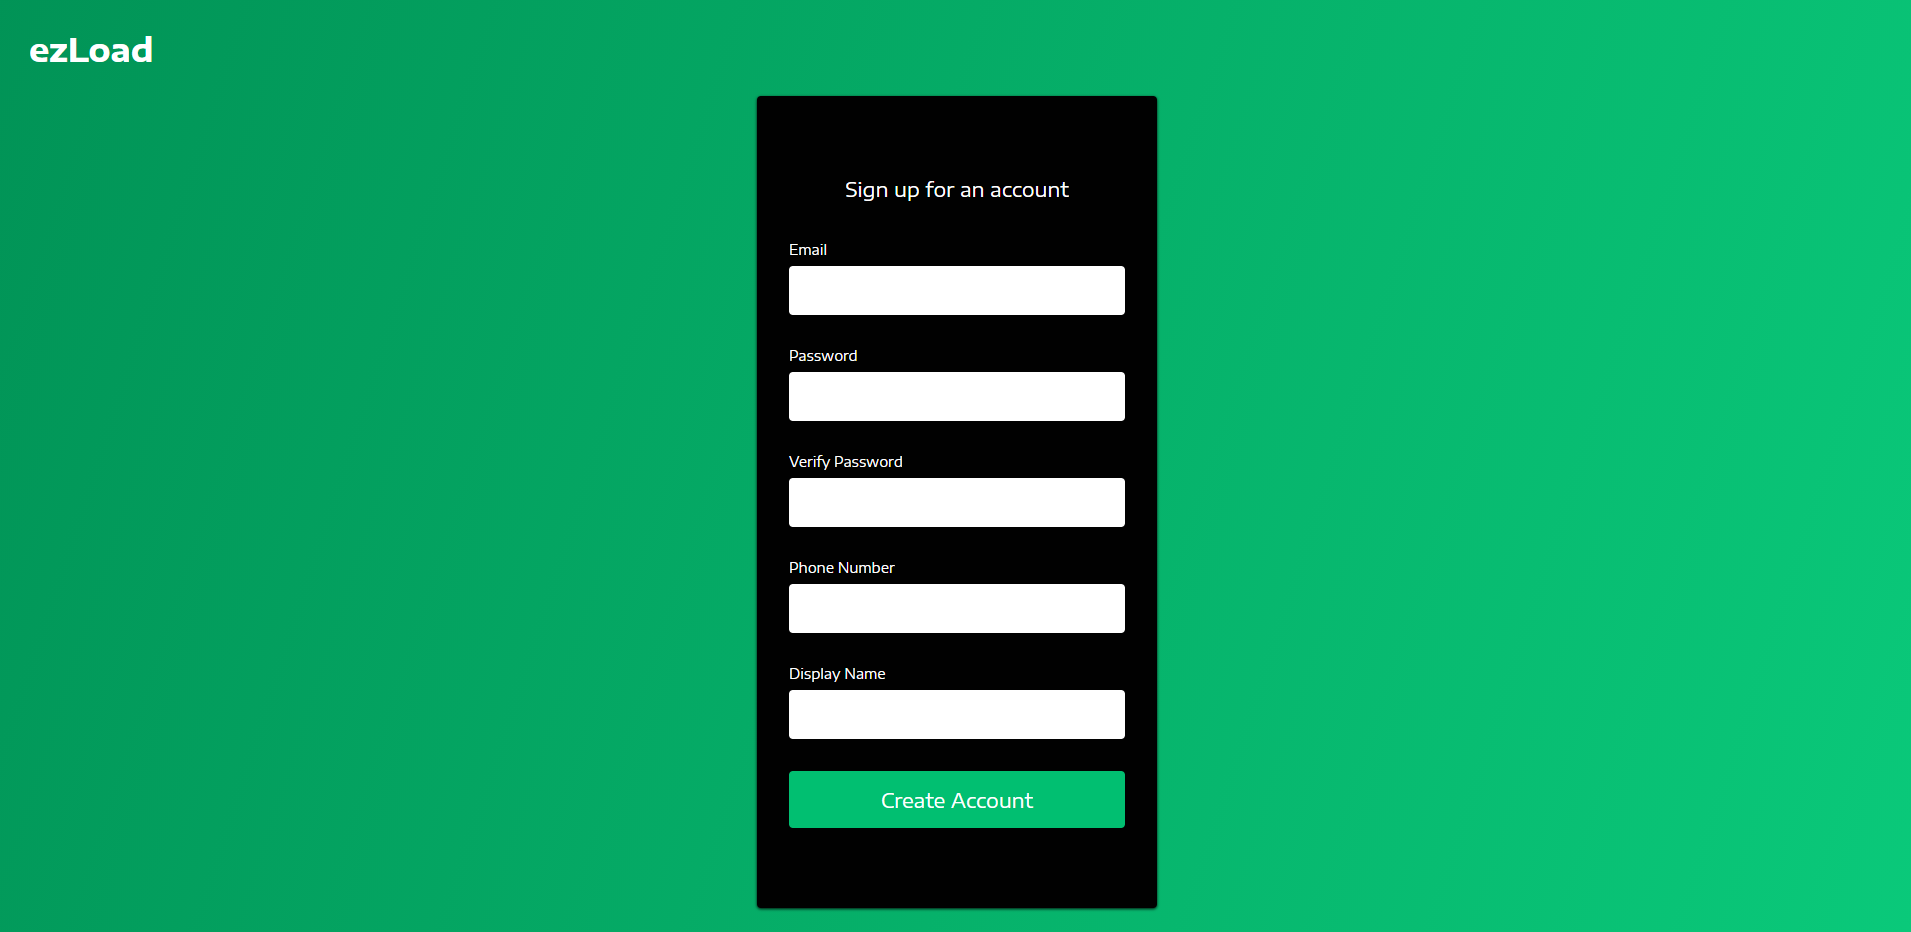 ezLoad
Sign up for an account
Email
Password
Verify Password
Phone Number
Display Name
Create Account